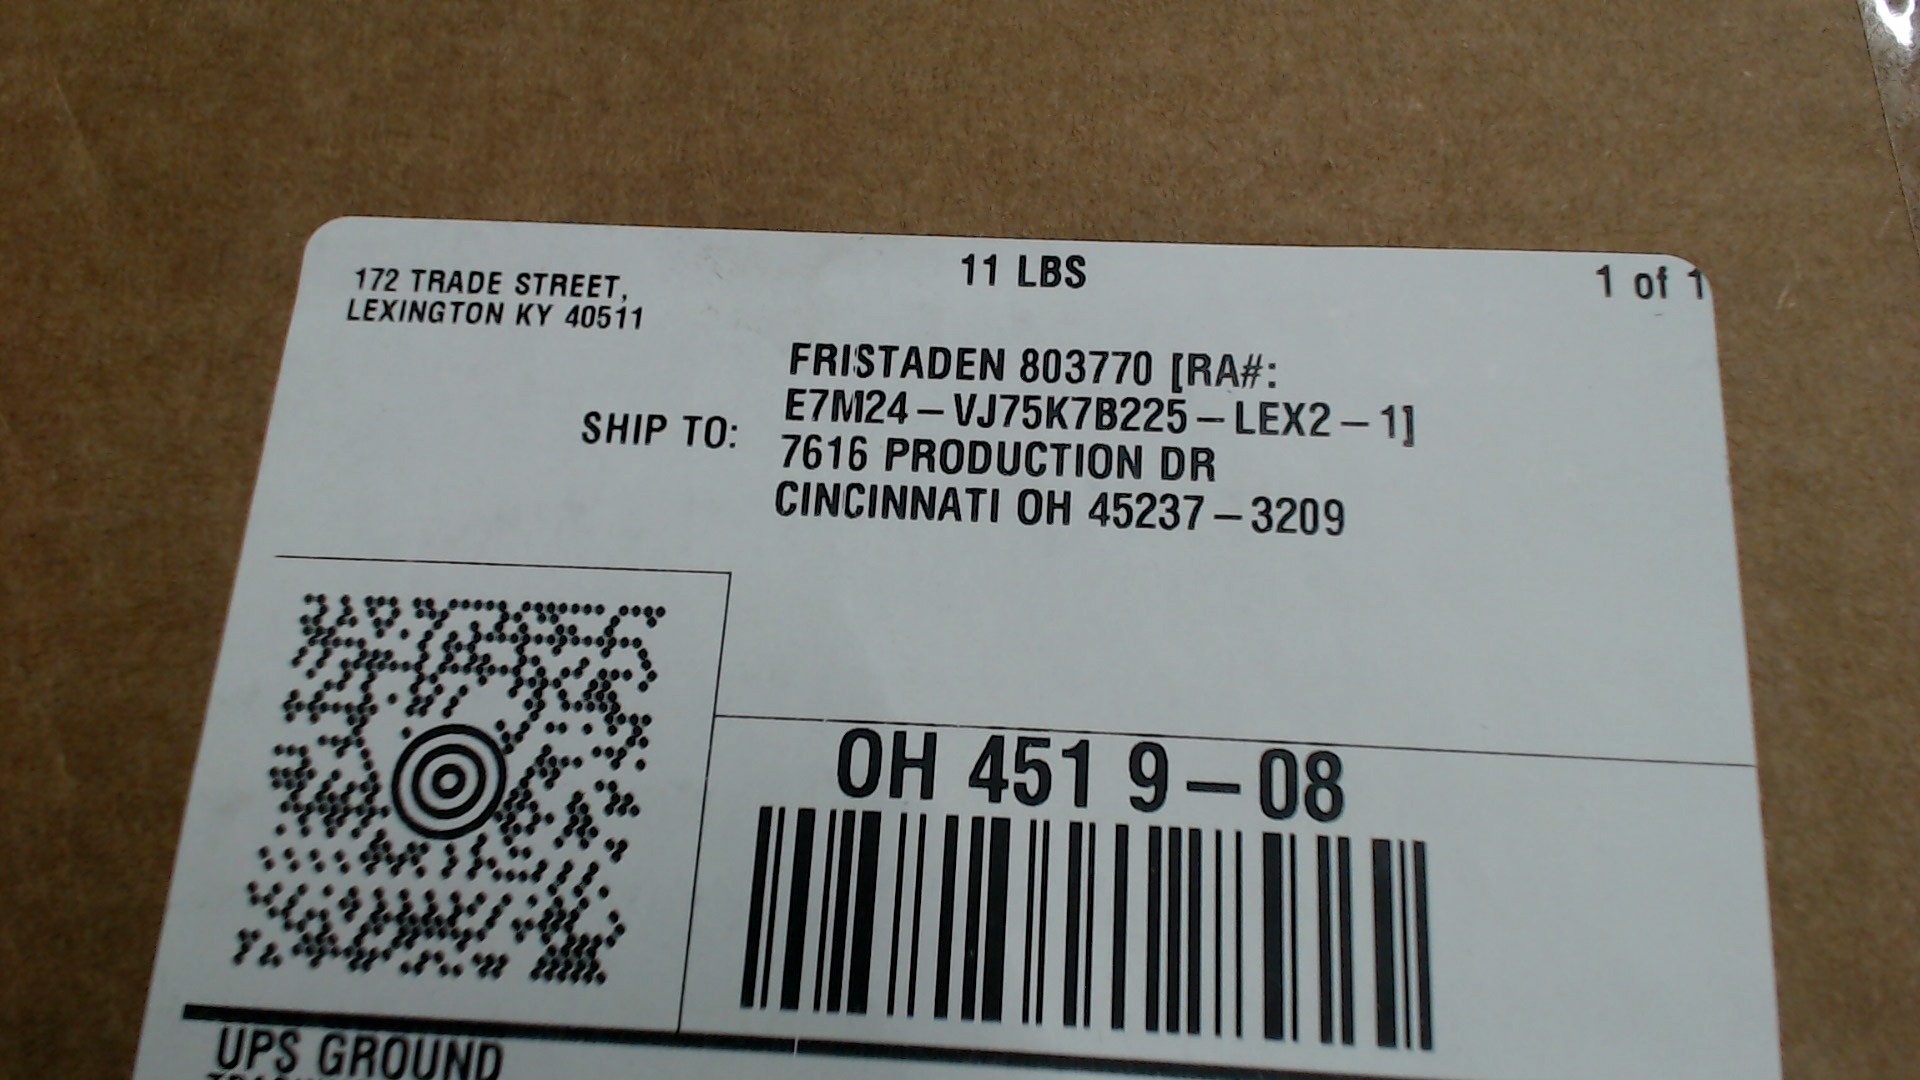 172 TRADE STREET,
LEXINGTON KY 40511
11 LBS
1 of 1
SHIP TO:
FRISTADEN 803770 [RA#:
E7M24-VJ75K7B225-LEX2-1]
7616 PRODUCTION DR
CINCINNATI OH 45237-3209
OH 451 9-08
UPS GROUND